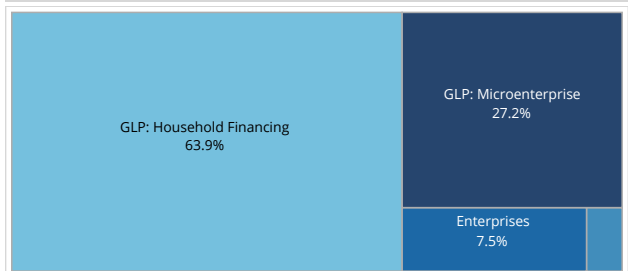 GLP: Household Financing
63.9%
GLP: Microenterprise
27.2%
Enterprises
7.5%